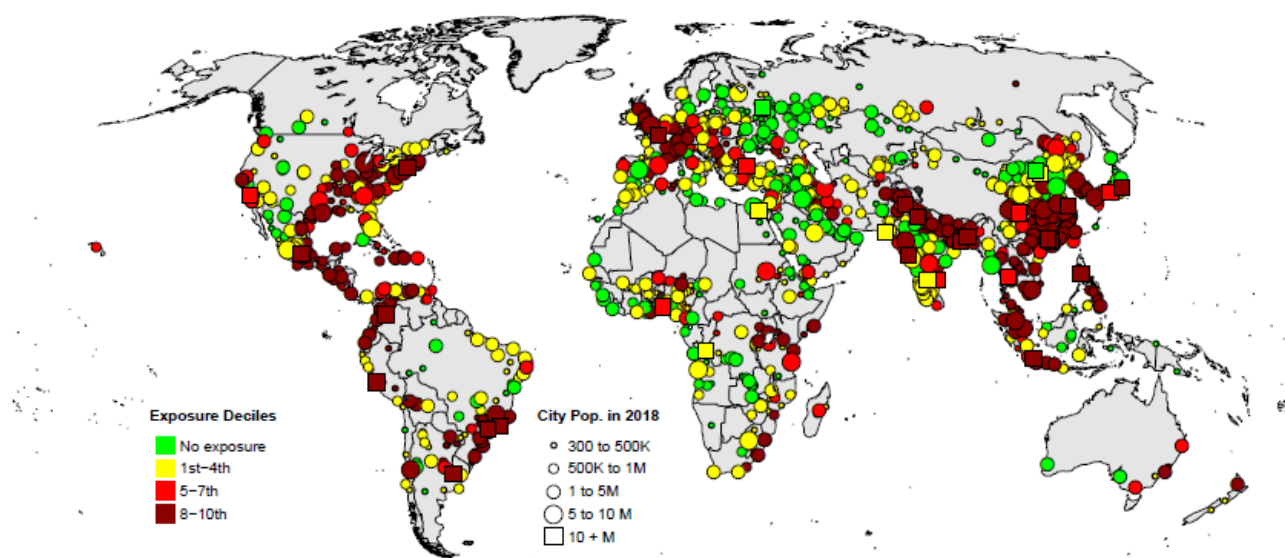 Exposure Deciles
No exposure
1st−4th
5−7th
8−10th
City Pop. in 2018
300 to 500K
500K to 1M
1 to 5M
5 to 10 M
10 + M